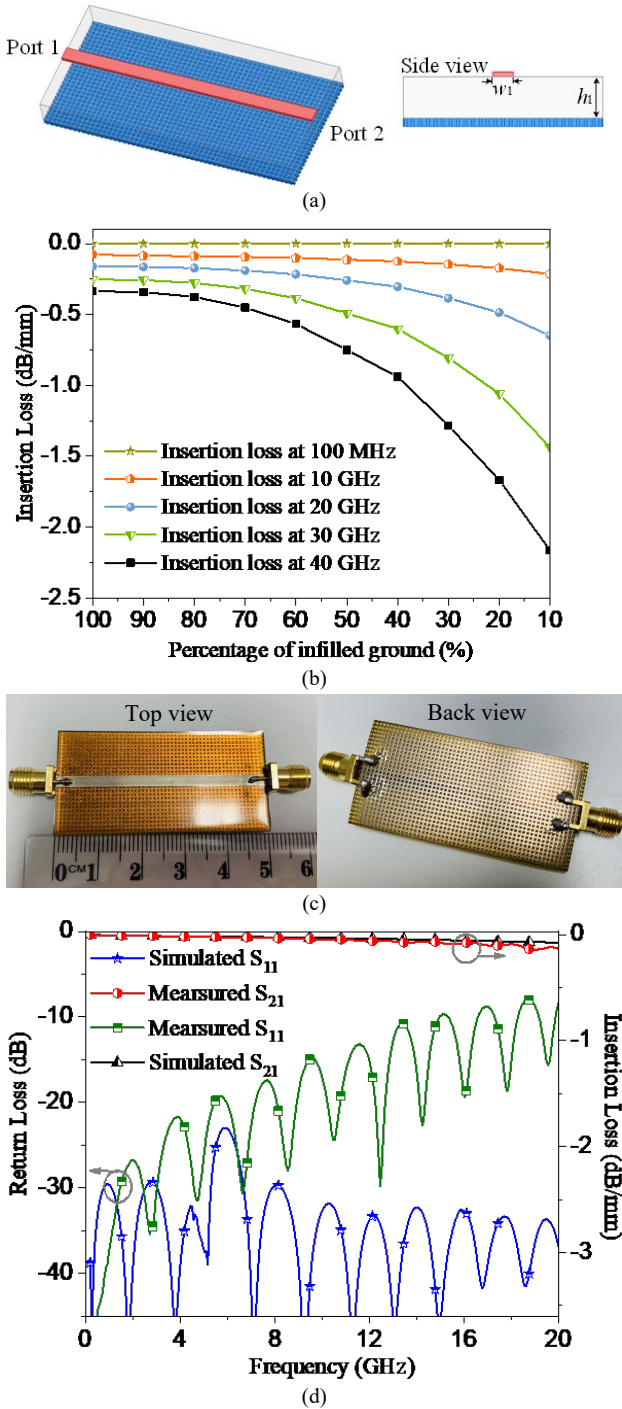 Port 1
Port 2
Side view
w1
h1
(a)
0.0
-0.5
-1.0
-1.5
-2.0
-2.5
Insertion Loss (dB/mm)
Insertion loss at 100 MHz
Insertion loss at 10 GHz
Insertion loss at 20 GHz
Insertion loss at 30 GHz
Insertion loss at 40 GHz
100 90 80 70 60 50 40 30 20 10
Percentage of infilled ground (%)
(b)
Top view
Back view
0 CM 1 2 3 4 5 6
(c)
0
-10
-20
-30
-40
Return Loss (dB)
Simulated S11
Mearsured S21
Mearsured S11
Simulated S21
0
-1
-2
-3
Insertion Loss (dB/mm)
0 4 8 12 16 20
Frequency (GHz)
(d)